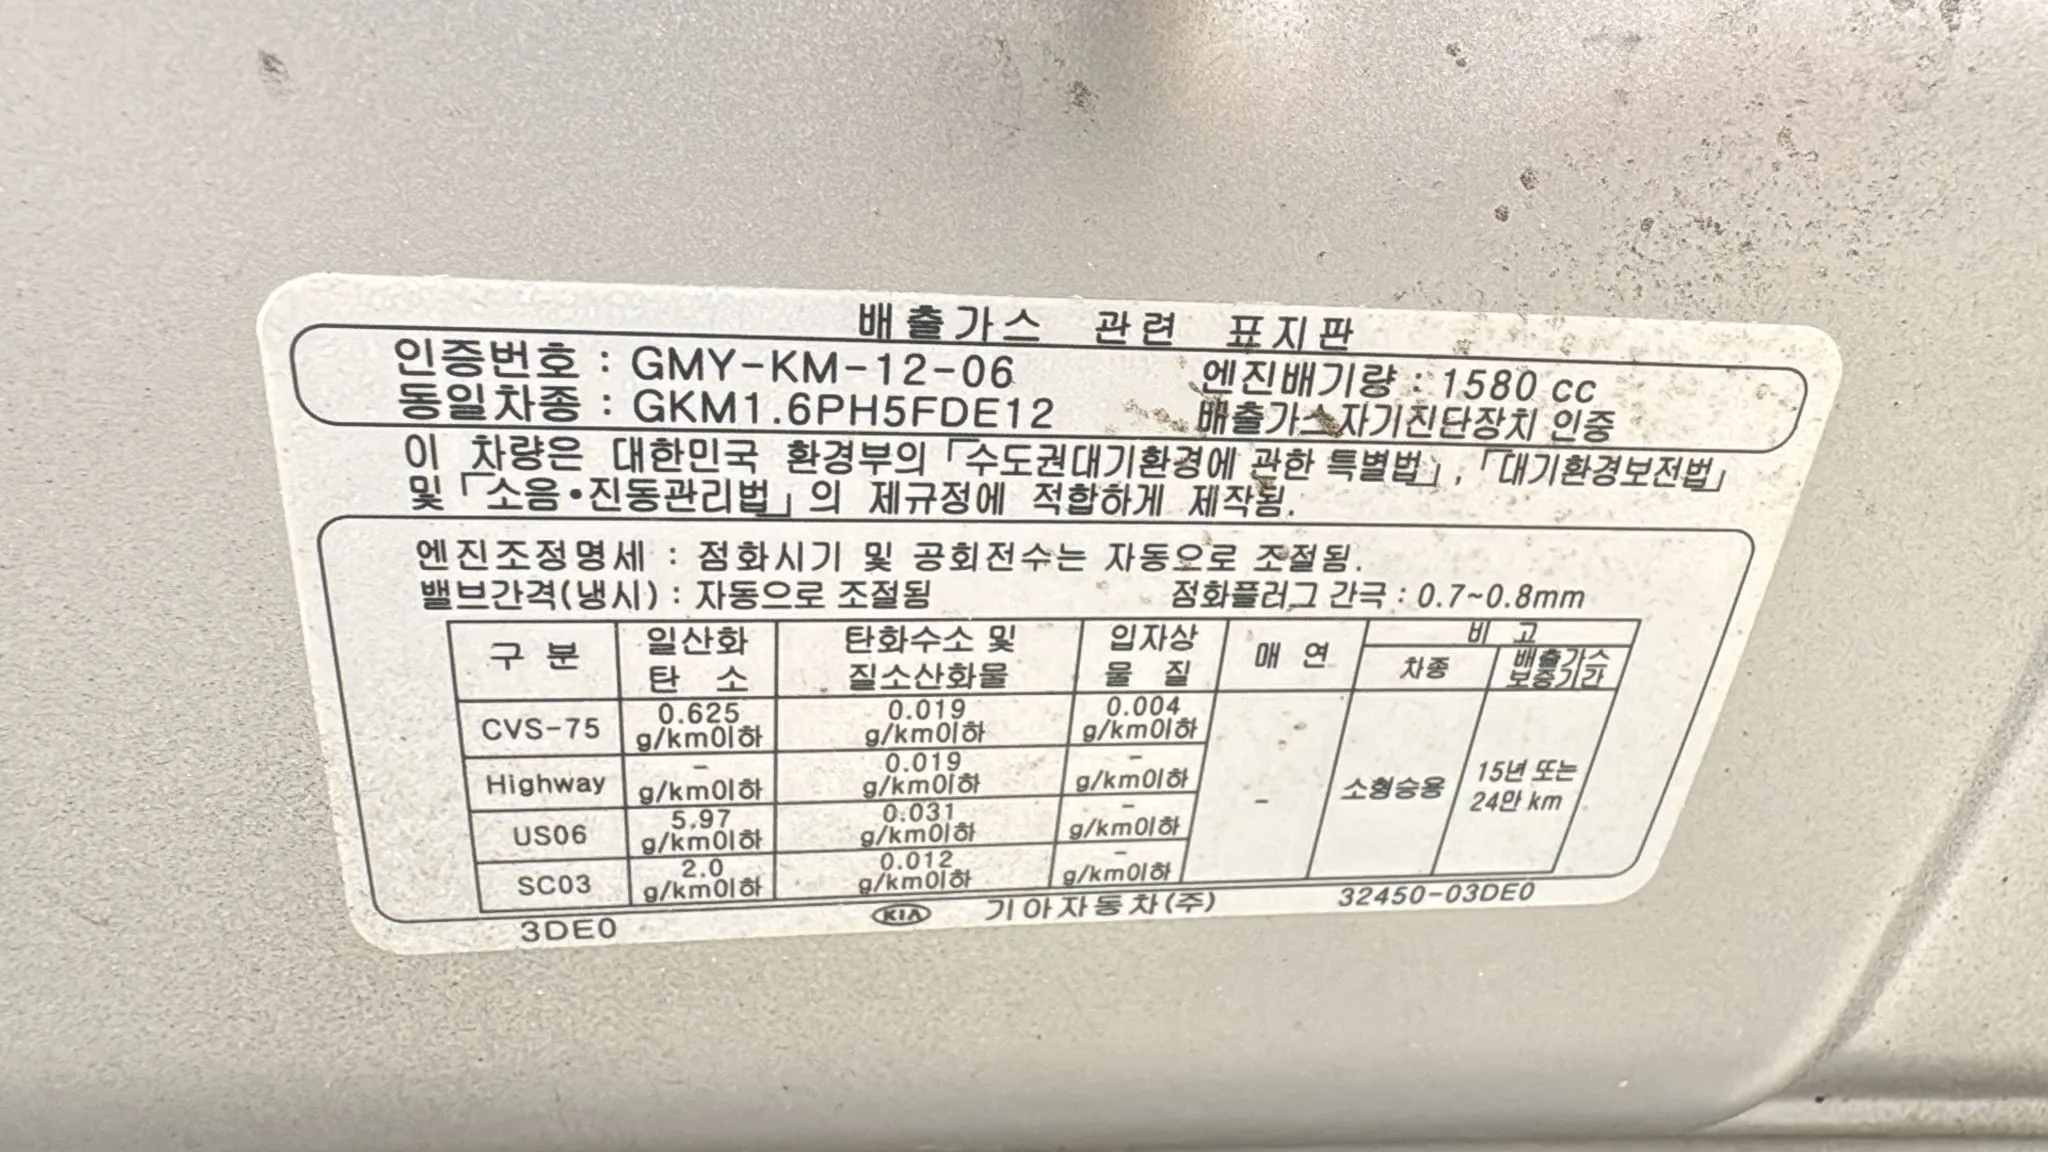 배출가스 관련 표지판
인증번호 : GMY-KM-12-06 엔진배기량 : 1580 cc
동일차종 : GKM1.6PH5FDE12 배출가스자기진단장치 인증
이 차량은 대한민국 환경부의 「수도권대기환경에 관한 특별법」, 「대기환경보전법」
및 「소음•진동관리법」의 제규정에 적합하게 제작됨.
엔진조정명세 : 점화시기 및 공회전수는 자동으로 조절됨.
밸브간격(냉시) : 자동으로 조절됨 점화플러그 간극 : 0.7~0.8mm
구 분 일산화 탄 소 탄화수소 및 질소산화물 입자상 물 질 매 연 비 고
차종 배출가스 보증기간
CVS-75 0.625 g/km이하 0.019 g/km이하 0.004 g/km이하 - 소형승용 15년 또는 24만 km
Highway - g/km이하 0.019 g/km이하 - g/km이하
US06 5.97 g/km이하 0.031 g/km이하 - g/km이하
SC03 2.0 g/km이하 0.012 g/km이하 - g/km이하
3DE0 KIA 기아자동차(주) 32450-03DE0